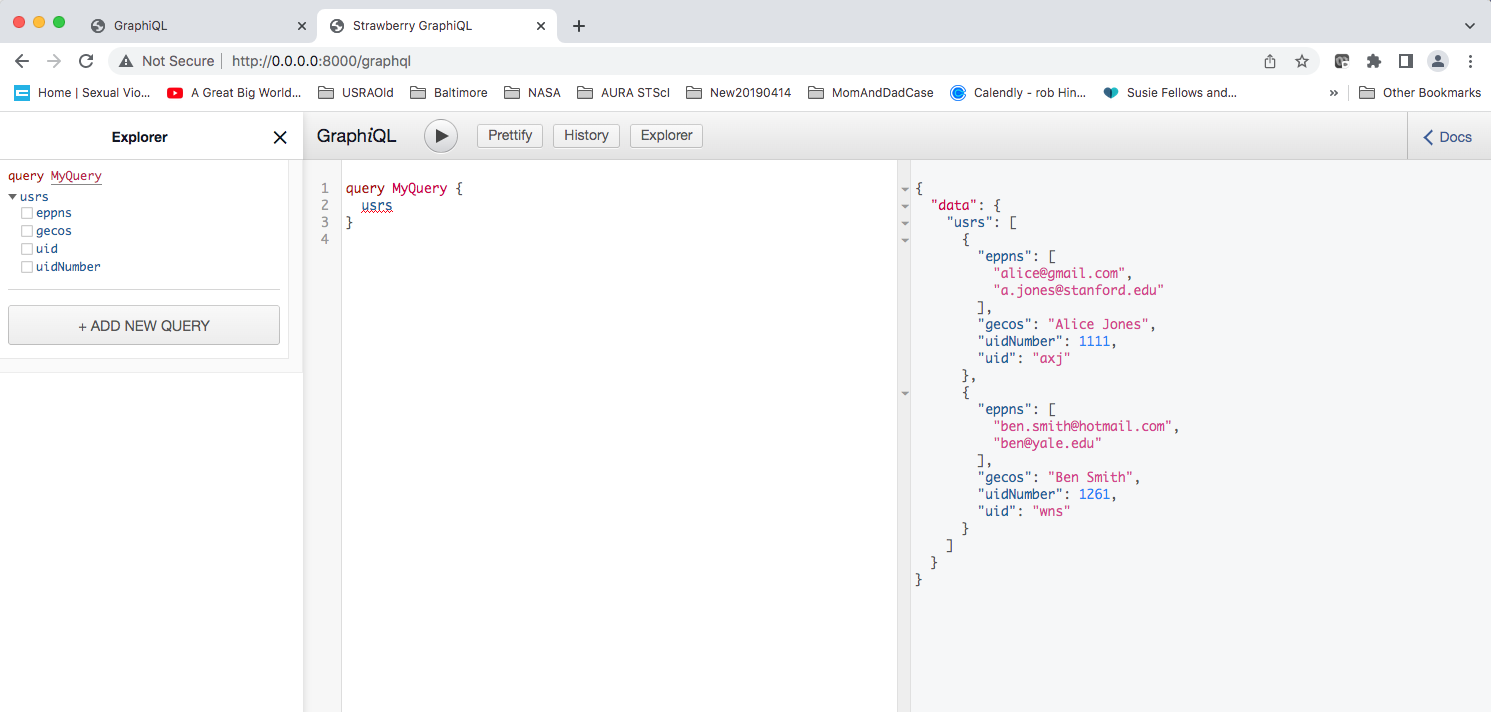 GraphiQL
Strawberry GraphiQL
Not Secure | http://0.0.0.0:8000/graphql
Home | Sexual Vio... A Great Big World... USRAOld Baltimore NASA AURA STScI New20190414 MomAndDadCase Calendly - rob Hin... Susie Fellows and... » Other Bookmarks
Explorer
query MyQuery
usrs
eppns
gecos
uid
uidNumber
+ ADD NEW QUERY
GraphiQL Prettify History Explorer Docs
1 query MyQuery {
2 usrs
3 }
4
{
"data": {
"usrs": [
{
"eppns": [
"alice@gmail.com",
"a.jones@stanford.edu"
],
"gecos": "Alice Jones",
"uidNumber": 1111,
"uid": "axj"
},
{
"eppns": [
"ben.smith@hotmail.com",
"ben@yale.edu"
],
"gecos": "Ben Smith",
"uidNumber": 1261,
"uid": "wns"
}
]
}
}